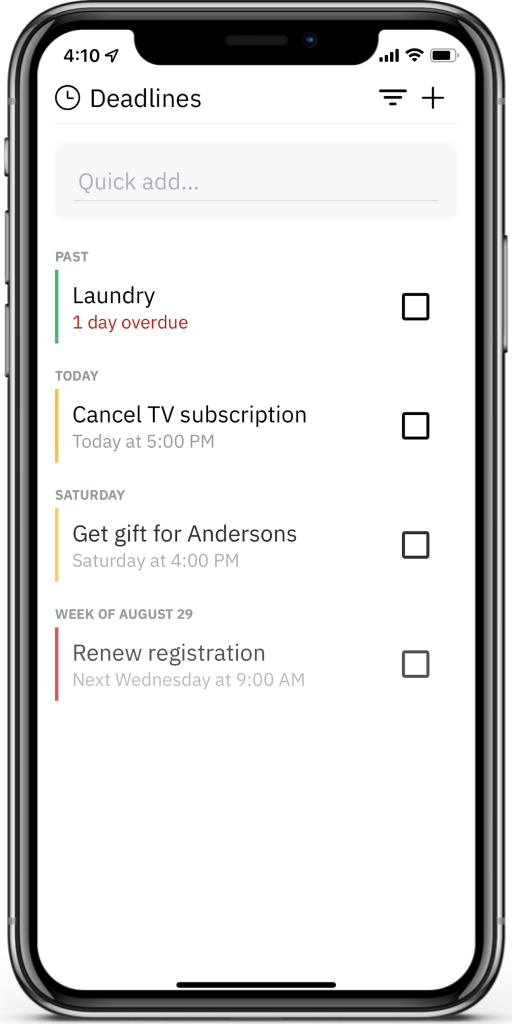 4:10
Deadlines
Quick add...
PAST
Laundry
1 day overdue
TODAY
Cancel TV subscription
Today at 5:00 PM
SATURDAY
Get gift for Andersons
Saturday at 4:00 PM
WEEK OF AUGUST 29
Renew registration
Next Wednesday at 9:00 AM